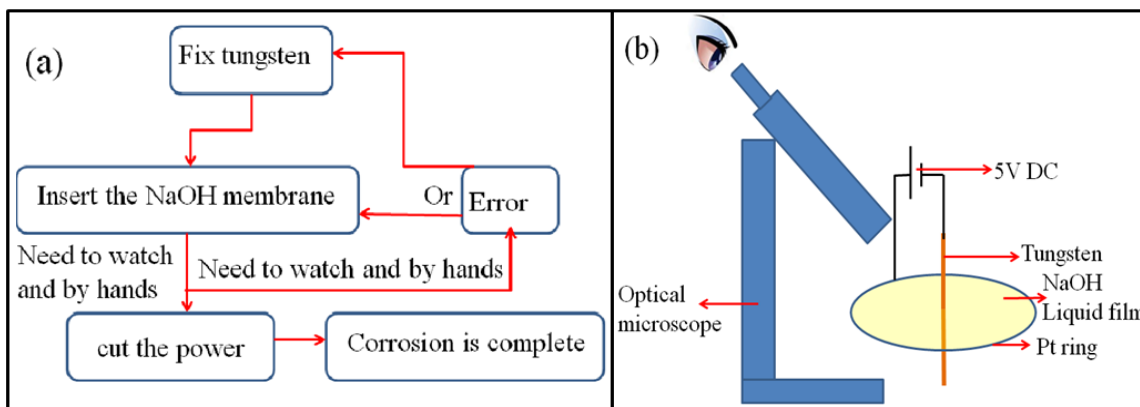 (a)
Fix tungsten
Insert the NaOH membrane
Or
Error
Need to watch
and by hands
Need to watch and by hands
cut the power
Corrosion is complete
(b)
5V DC
Tungsten
NaOH
Liquid film
Pt ring
Optical
microscope